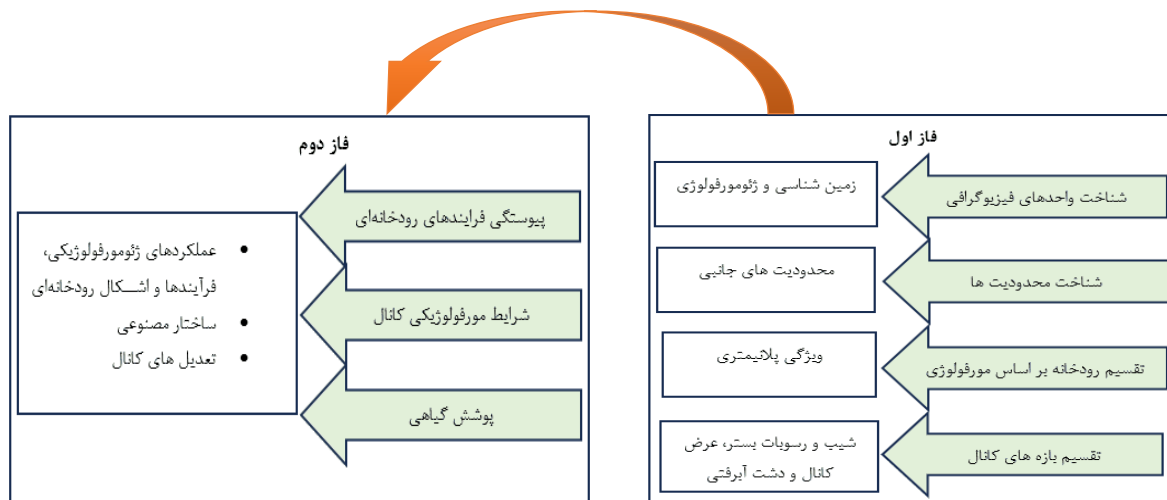 فاز اول
شناخت واحدهای فیزیوگرافی
زمین شناسی و ژئومورفولوژی
شناخت محدودیت ها
محدودیت های جانبی
تقسیم رودخانه بر اساس مورفولوژی
ویژگی پلانیمتری
تقسیم بازه های کانال
شیب و رسوبات بستر، عرض
کانال و دشت آبرفتی
فاز دوم
پیوستگی فرایندهای رودخانه‌ای
شرایط مورفولوژیکی کانال
پوشش گیاهی
• عملکردهای ژئومورفولوژیکی،
فرآیندها و اشکال رودخانه‌ای
• ساختار مصنوعی
• تعدیل های کانال